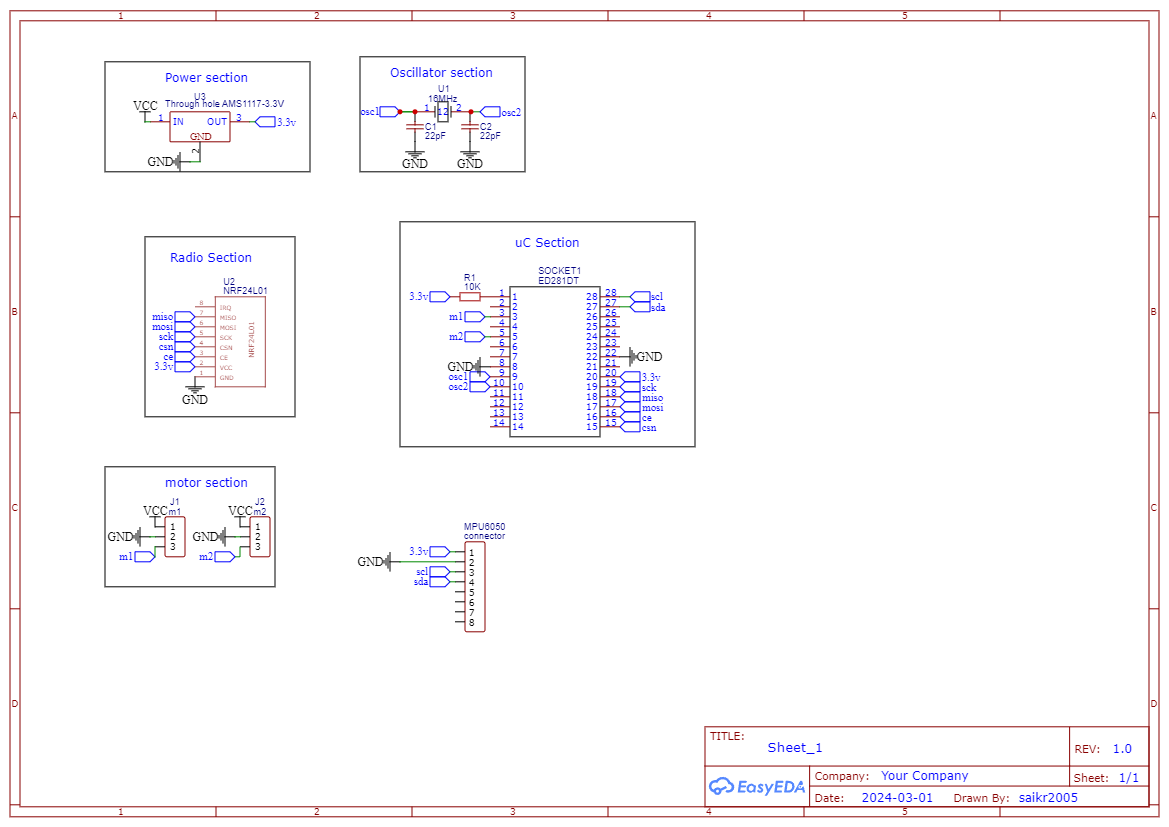 1 2 3 4 5
A A
B B
C C
D D
Power section
U3
Through hole AMS1117-3.3V
VCC
1 IN OUT 3 3.3v
GND
2
GND
Oscillator section
U1
16MHz
osc1 1 12 2 osc2
C1 C2
22pF 22pF
GND GND
Radio Section
U2
NRF24L01
8 IRQ
miso 7 MISO
mosi 6 MOSI
sck 5 SCK
csn 4 CSN
ce 3 CE
3.3v 2 VCC
1 GND
NRF24L01
GND
uC Section
SOCKET1
ED281DT
R1
10K
3.3v 1 1 28 28 scl
2 2 27 27 sda
m1 3 3 26 26
4 4 25 25
m2 5 5 24 24
6 6 23 23
7 7 22 22 GND
GND 8 8 21 21
osc1 9 9 20 20 3.3v
osc2 10 10 19 19 sck
11 11 18 18 miso
12 12 17 17 mosi
13 13 16 16 ce
14 14 15 15 csn
motor section
J1 J2
VCC m1 VCC m2
1 1
GND 2 GND 2
3 3
m1 m2
MPU6050
connector
3.3v 1
GND 2
scl 3
sda 4
5
6
7
8
TITLE:
Sheet_1
REV: 1.0
EasyEDA
Company: Your Company
Sheet: 1/1
Date: 2024-03-01 Drawn By: saikr2005
1 2 3 4 5